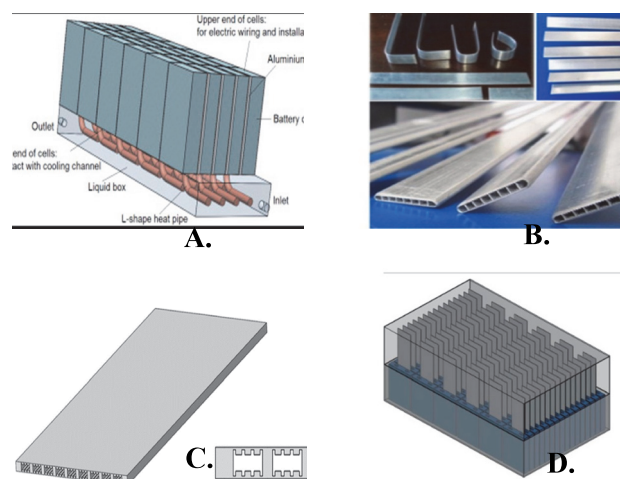 Upper end of cells:
for electric wiring and installa
Aluminium
Battery c
Outlet
end of cells:
act with cooling channel
Liquid box
L-shape heat pipe
Inlet
A.
B.
C.
D.